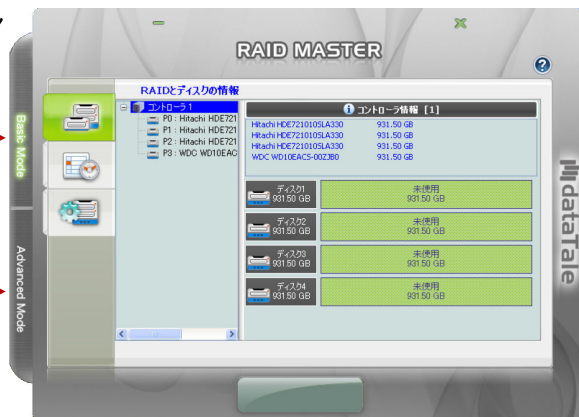 RAID MASTER
?
RAIDとディスクの情報
コントローラ 1
P0 : Hitachi HDE721
P1 : Hitachi HDE721
P2 : Hitachi HDE721
P3 : WDC WD10EAC
コントローラ情報 [1]
Hitachi HDE721010SLA330 931.50 GB
Hitachi HDE721010SLA330 931.50 GB
Hitachi HDE721010SLA330 931.50 GB
WDC WD10EACS-00ZJB0 931.50 GB
ディスク1
931.50 GB
未使用
931.50 GB
ディスク2
931.50 GB
未使用
931.50 GB
ディスク3
931.50 GB
未使用
931.50 GB
ディスク4
931.50 GB
未使用
931.50 GB
Basic Mode
Advanced Mode
dataTale